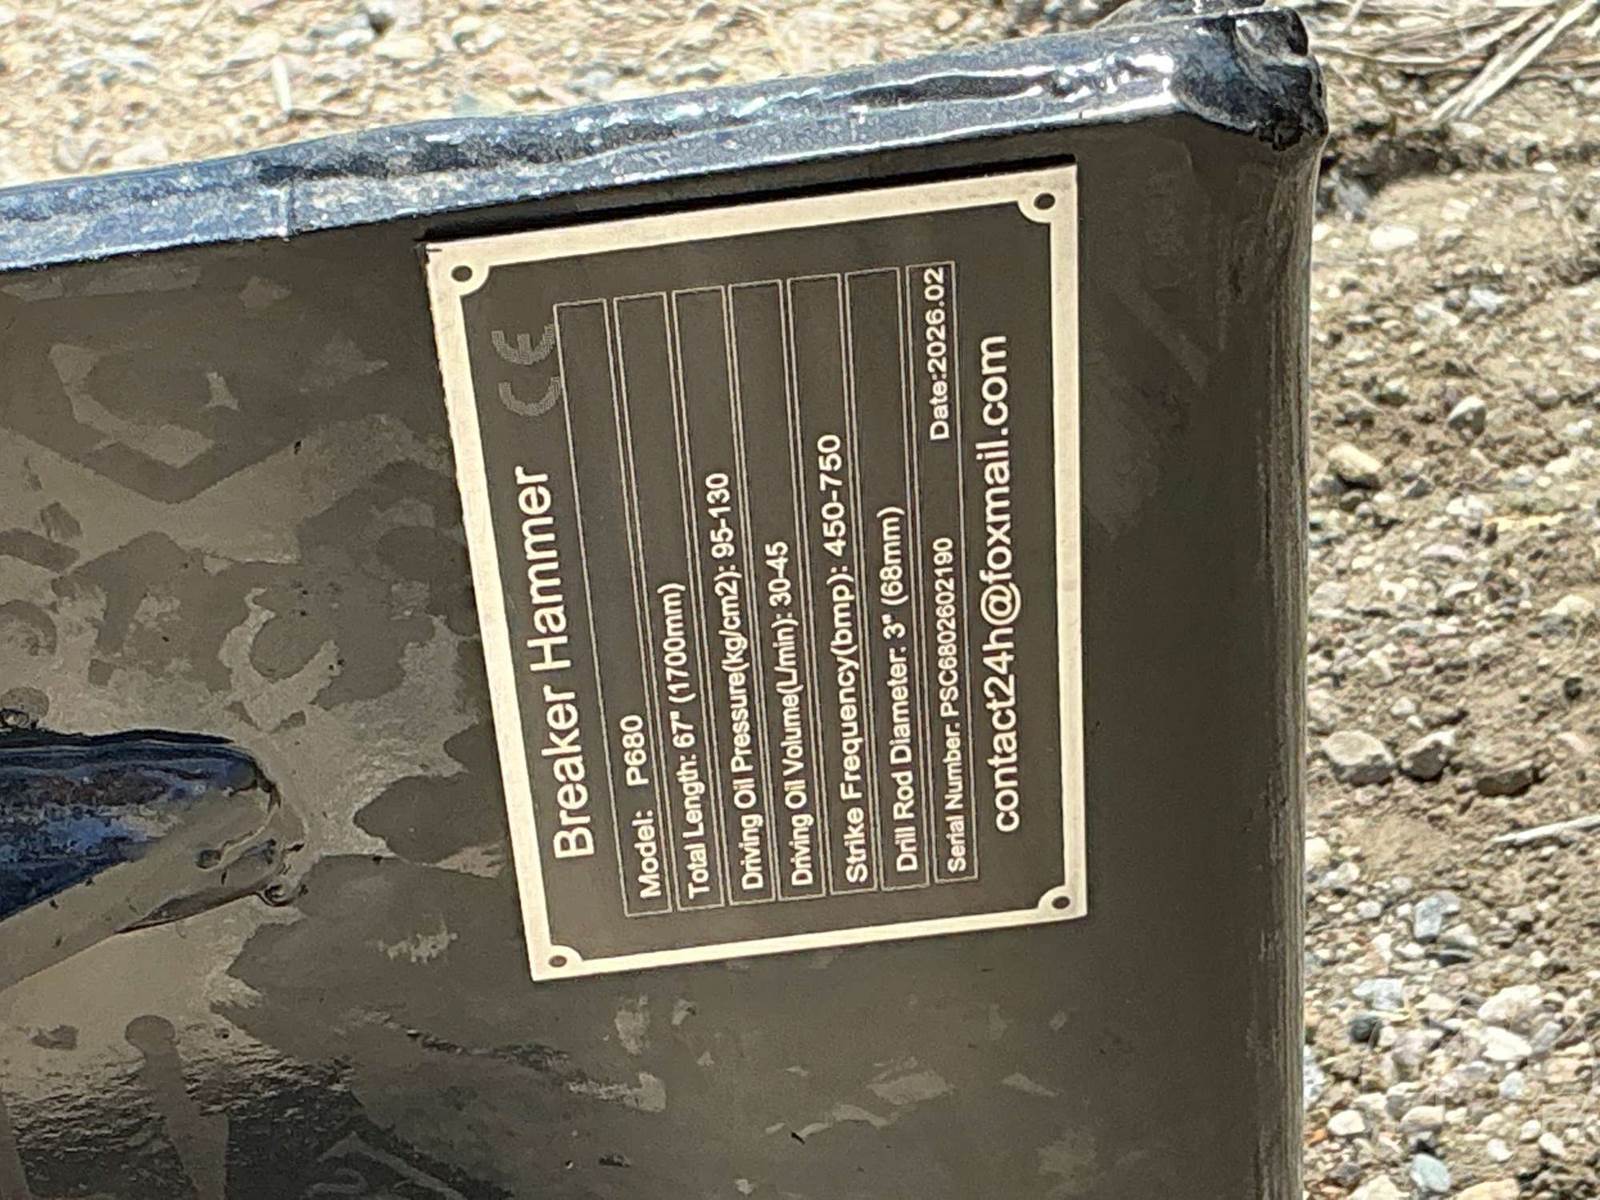 Breaker Hammer CE
Model: P680
Total Length: 67" (1700mm)
Driving Oil Pressure(kg/cm2): 95-130
Driving Oil Volume(L/min): 30-45
Strike Frequency(bmp): 450-750
Drill Rod Diameter: 3" (68mm)
Serial Number: PSC6802602190 Date:2026.02
contact24h@foxmail.com